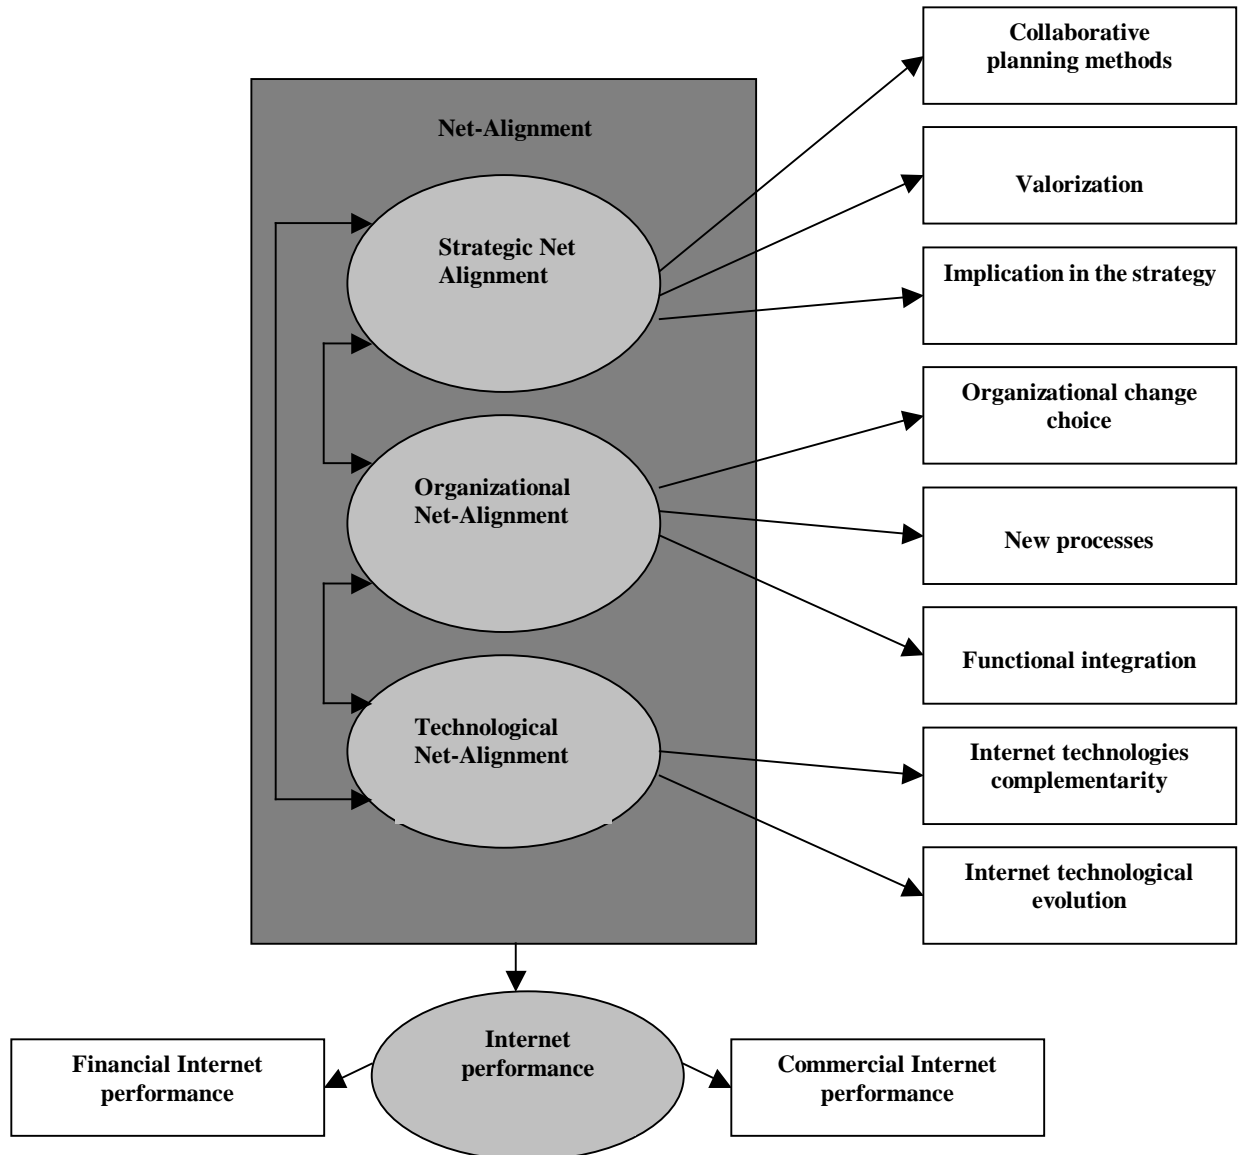 Collaborative
planning methods
Net-Alignment
Valorization
Strategic Net
Alignment
Implication in the strategy
Organizational change
choice
Organizational
Net-Alignment
New processes
Functional integration
Technological
Net-Alignment
Internet technologies
complementarity
Internet technological
evolution
Internet
performance
Financial Internet
performance
Commercial Internet
performance